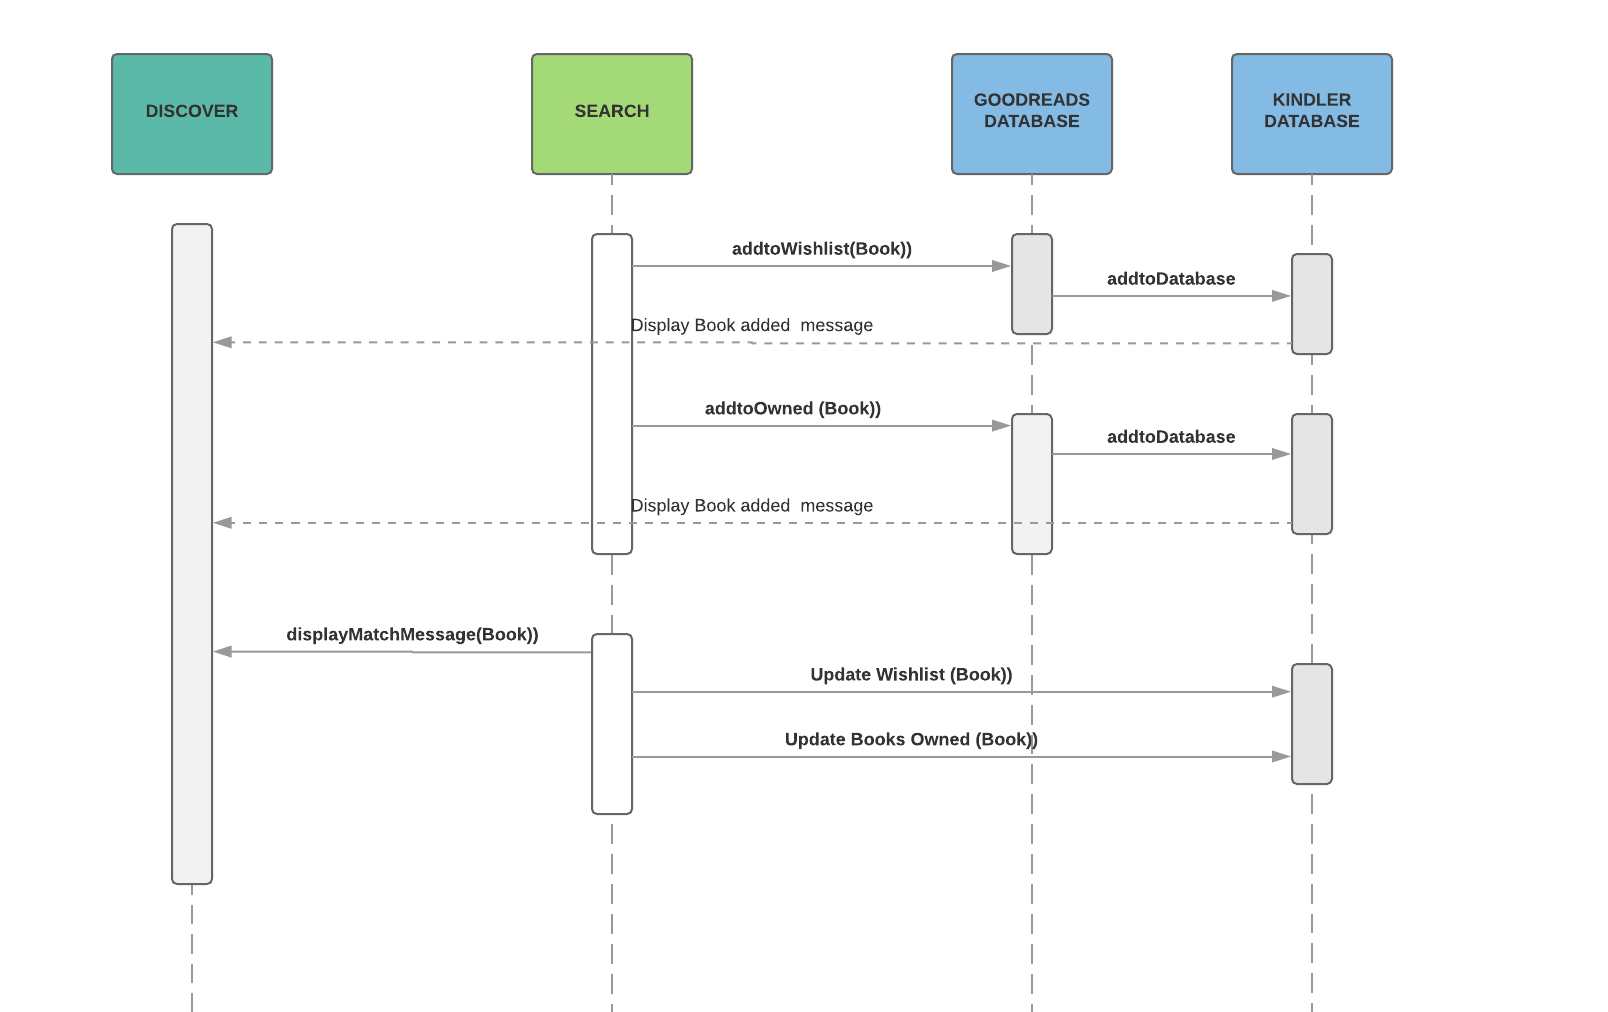 DISCOVER
SEARCH
GOODREADS
DATABASE
KINDLER
DATABASE
addtoWishlist(Book))
addtoDatabase
Display Book added  message
addtoOwned (Book))
addtoDatabase
Display Book added  message
displayMatchMessage(Book))
Update Wishlist (Book))
Update Books Owned (Book))